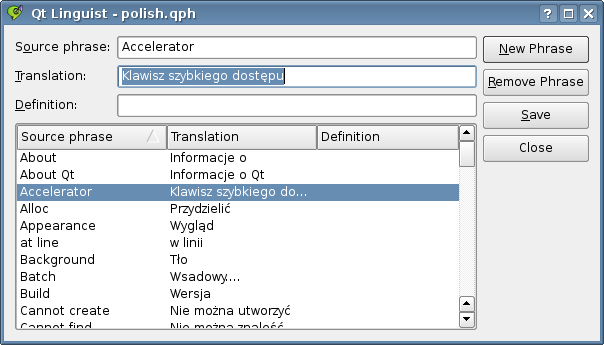 Qt Linguist - polish.qph
Source phrase: Accelerator New Phrase
Translation: Klawisz szybkiego dostępu Remove Phrase
Definition: Save
Close
Source phrase Translation Definition
About Informacje o
About Qt Informacje o Qt
Accelerator Klawisz szybkiego do...
Alloc Przydzielić
Appearance Wygląd
at line w linii
Background Tło
Batch Wsadowy....
Build Wersja
Cannot create Nie można utworzyć
Cannot find Nie można znaleźć